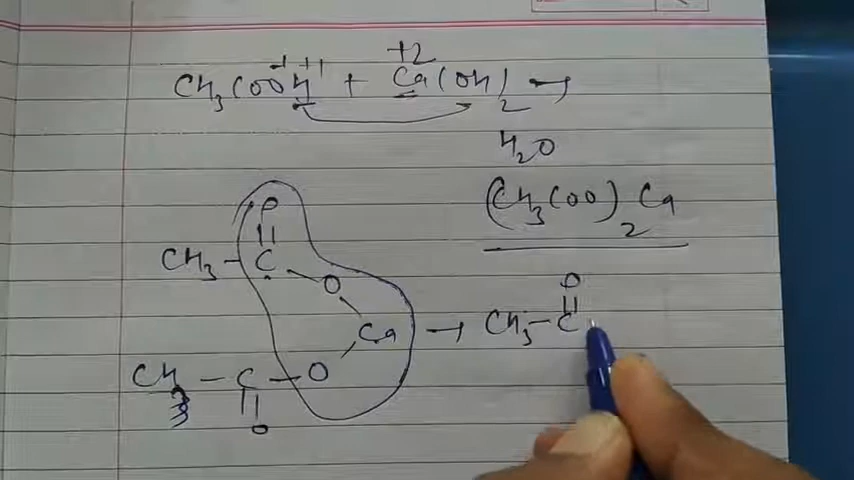 -1 +1 +2
CH₃COOH + Ca(OH)₂ →
H₂O
(CH₃COO)₂Ca
O O
CH₃ - C - O Ca → CH₃ - C
CH₃ - C - O
O